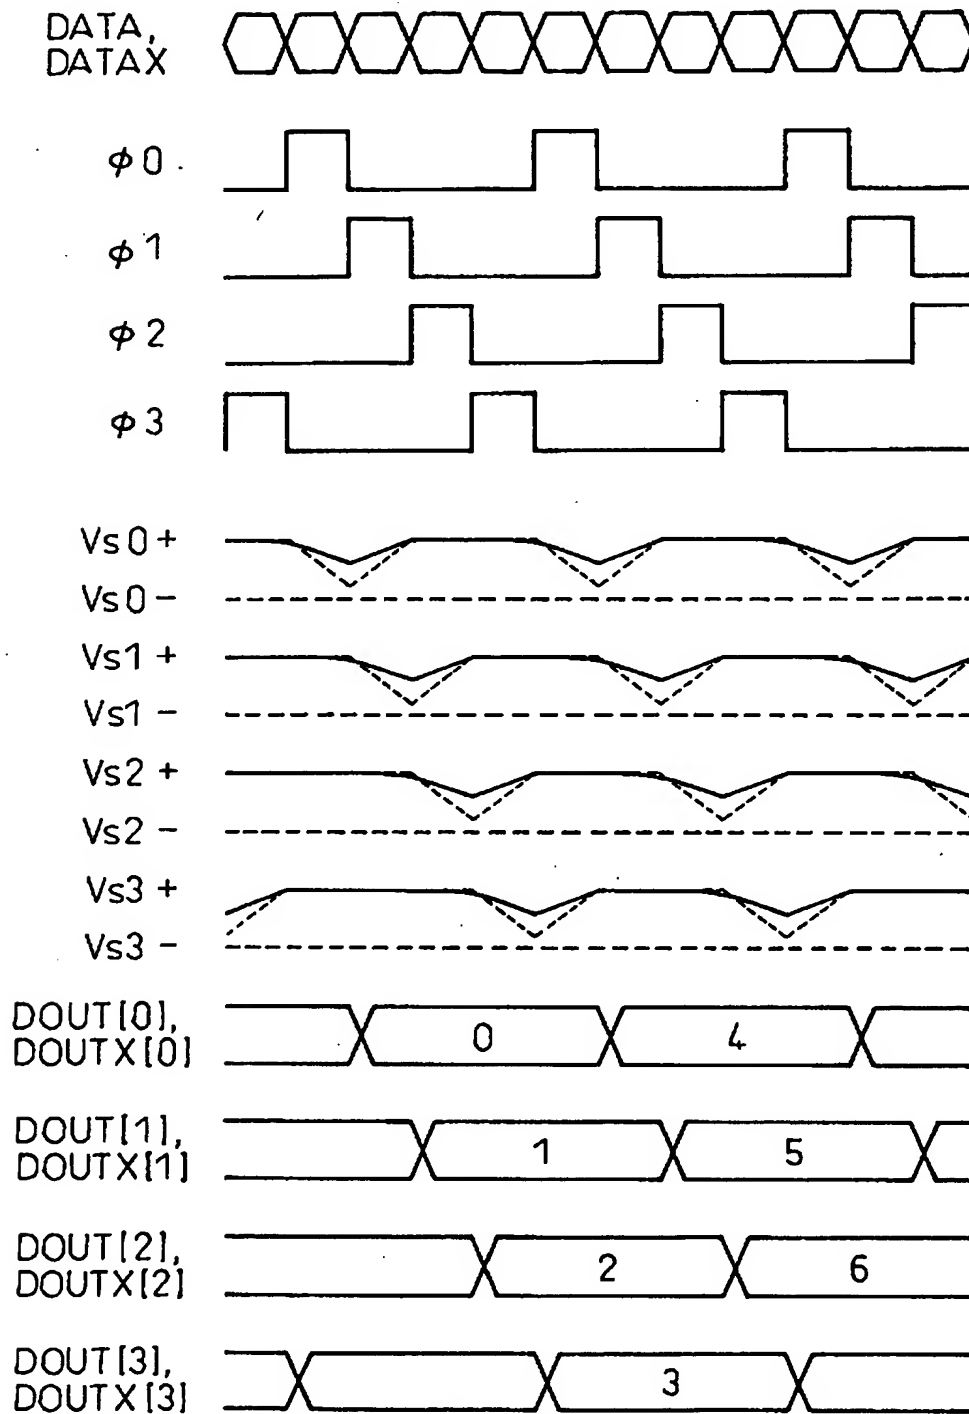 DATA,
DATAX
φ0
φ1
φ2
φ3
Vs0+
Vs0-
Vs1+
Vs1-
Vs2+
Vs2-
Vs3+
Vs3-
DOUT[0],
DOUTX[0]
0 4
DOUT[1],
DOUTX[1]
1 5
DOUT[2],
DOUTX[2]
2 6
DOUT[3],
DOUTX[3]
3